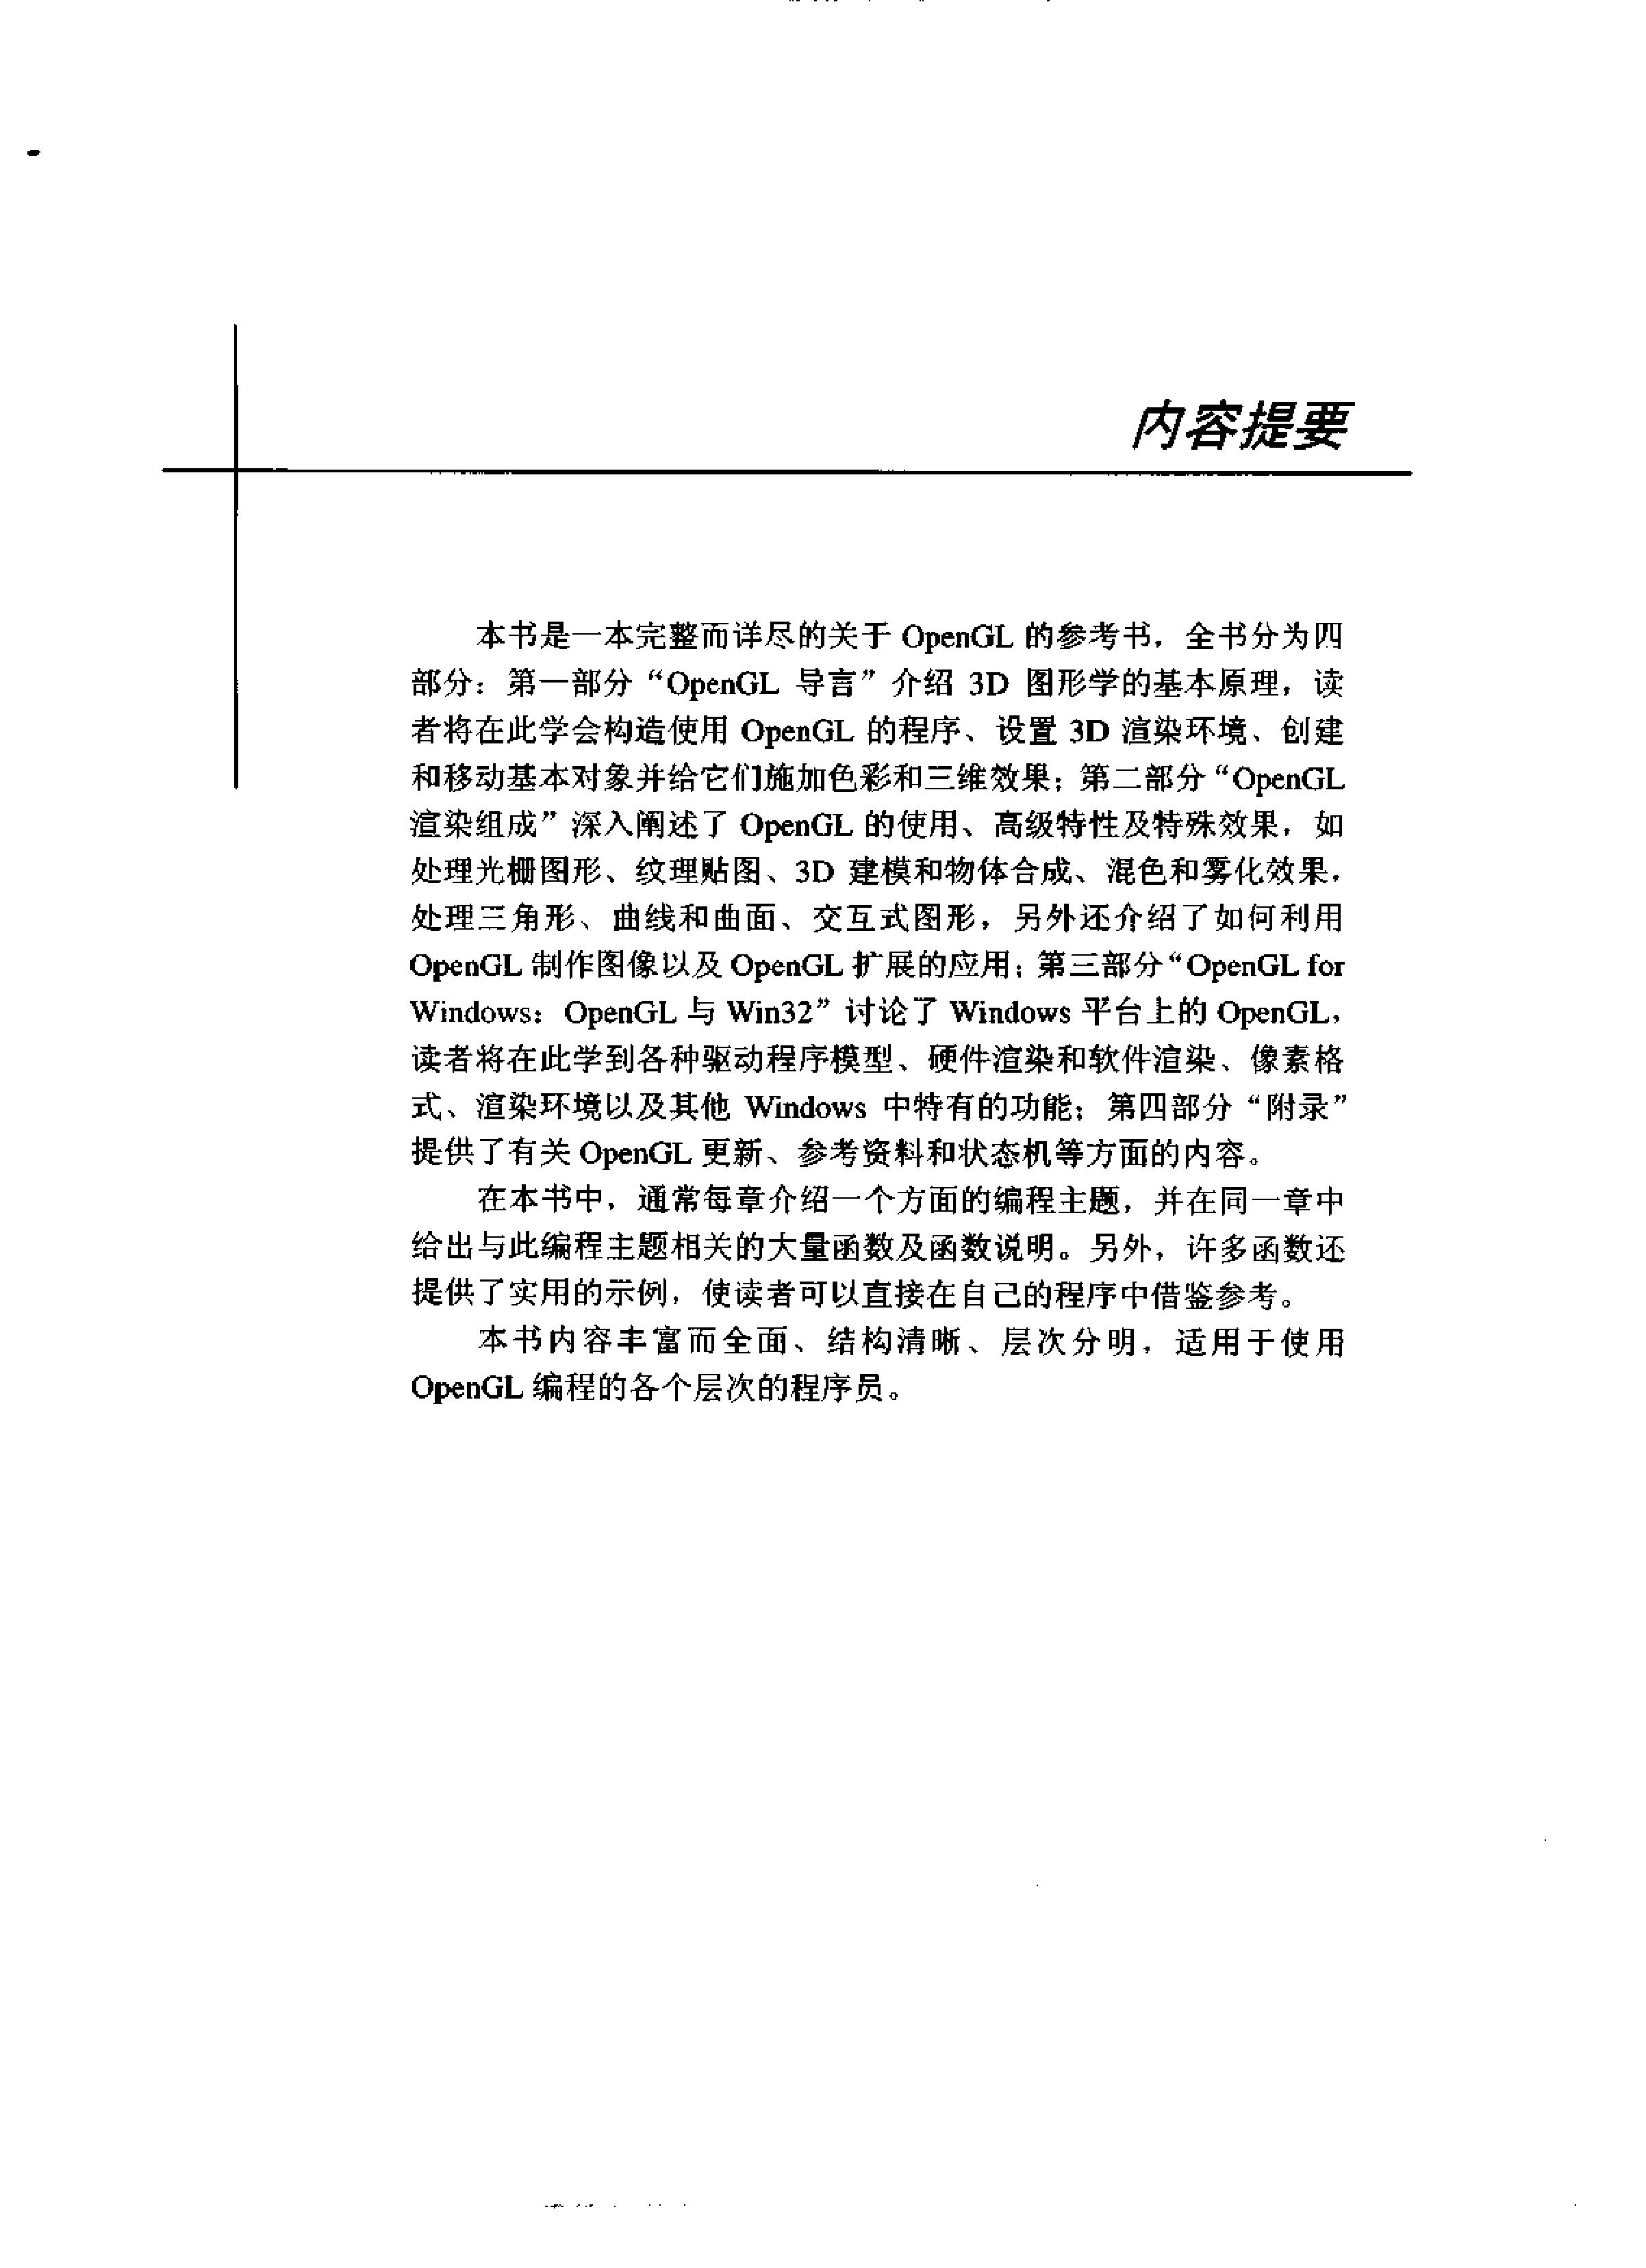 内容提要
本书是一本完整而详尽的关于 OpenGL 的参考书，全书分为四
部分：第一部分“OpenGL 导言”介绍 3D 图形学的基本原理，读
者将在此学会构造使用 OpenGL 的程序、设置 3D 渲染环境、创建
和移动基本对象并给它们施加色彩和三维效果；第二部分“OpenGL
渲染组成”深入阐述了 OpenGL 的使用、高级特性及特殊效果，如
处理光栅图形、纹理贴图、3D 建模和物体合成、混色和雾化效果，
处理三角形、曲线和曲面、交互式图形，另外还介绍了如何利用
OpenGL 制作图像以及 OpenGL 扩展的应用；第三部分“OpenGL for
Windows：OpenGL 与 Win32”讨论了 Windows 平台上的 OpenGL，
读者将在此学到各种驱动程序模型、硬件渲染和软件渲染、像素格
式、渲染环境以及其他 Windows 中特有的功能；第四部分“附录”
提供了有关 OpenGL 更新、参考资料和状态机等方面的内容。
在本书中，通常每章介绍一个方面的编程主题，并在同一章中
给出与此编程主题相关的大量函数及函数说明。另外，许多函数还
提供了实用的示例，使读者可以直接在自己的程序中借鉴参考。
本书内容丰富而全面、结构清晰、层次分明，适用于使用
OpenGL 编程的各个层次的程序员。